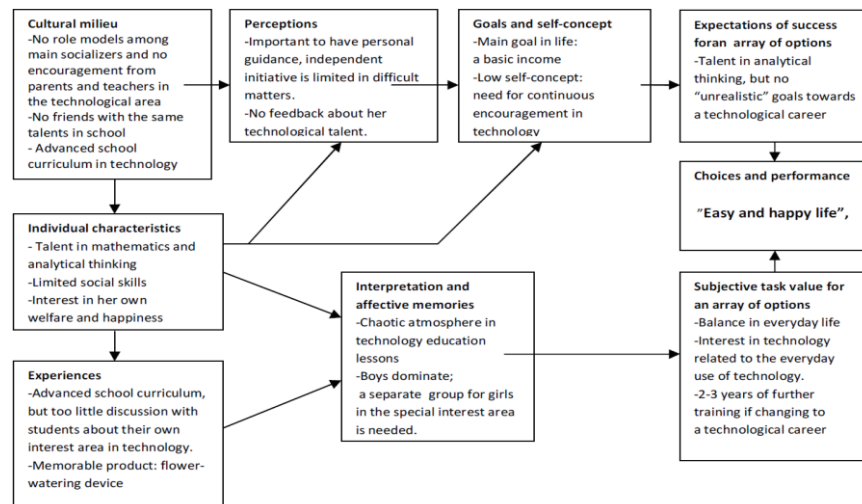 Cultural milieu
-No role models among
main socializers and no
encouragement from
parents and teachers in
the technological area
-No friends with the same
talents in school
- Advanced school
curriculum in technology
Perceptions
-Important to have personal
guidance, independent
initiative is limited in difficult
matters.
-No feedback about her
technological talent.
Goals and self-concept
-Main goal in life:
a basic income
-Low self-concept:
need for continuous
encouragement in
technology
Expectations of success
foran array of options
-Talent in analytical
thinking, but no
"unrealistic" goals towards
a technological career
Choices and performance
"Easy and happy life",
Individual characteristics
- Talent in mathematics and
analytical thinking
-Limited social skills
-Interest in her own
welfare and happiness
Interpretation and
affective memories
-Chaotic atmosphere in
technology education
lessons
-Boys dominate;
a separate group for girls
in the special interest area
is needed.
Subjective task value for
an array of options
-Balance in everyday life
-Interest in technology
related to the everyday
use of technology.
-2-3 years of further
training if changing to
a technological career
Experiences
-Advanced school curriculum,
but too little discussion with
students about their own
interest area in technology.
-Memorable product: flower-
watering device